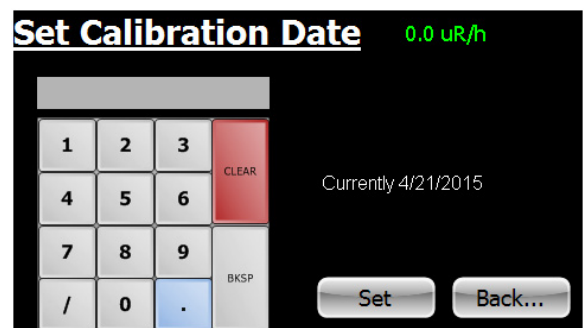 Set Calibration Date 0.0 uR/h
1 2 3 CLEAR
4 5 6
Currently 4/21/2015
7 8 9 BKSP
/ 0 .
Set Back...